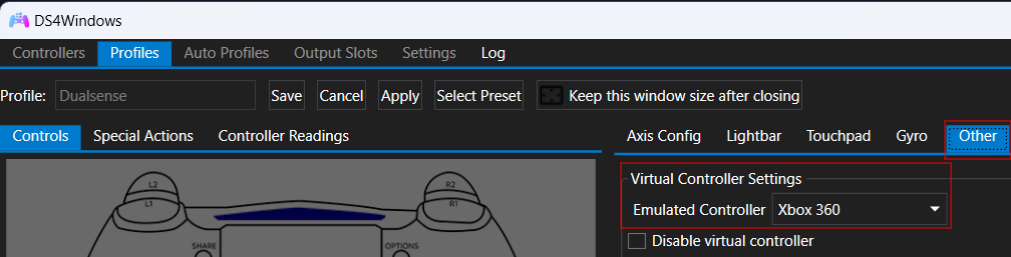 DS4Windows
Controllers Profiles Auto Profiles Output Slots Settings Log
Profile: Dualsense Save Cancel Apply Select Preset Keep this window size after closing
Controls Special Actions Controller Readings
Axis Config Lightbar Touchpad Gyro Other
L2 R2
L1 R1
SHARE OPTIONS
Virtual Controller Settings
Emulated Controller Xbox 360
Disable virtual controller